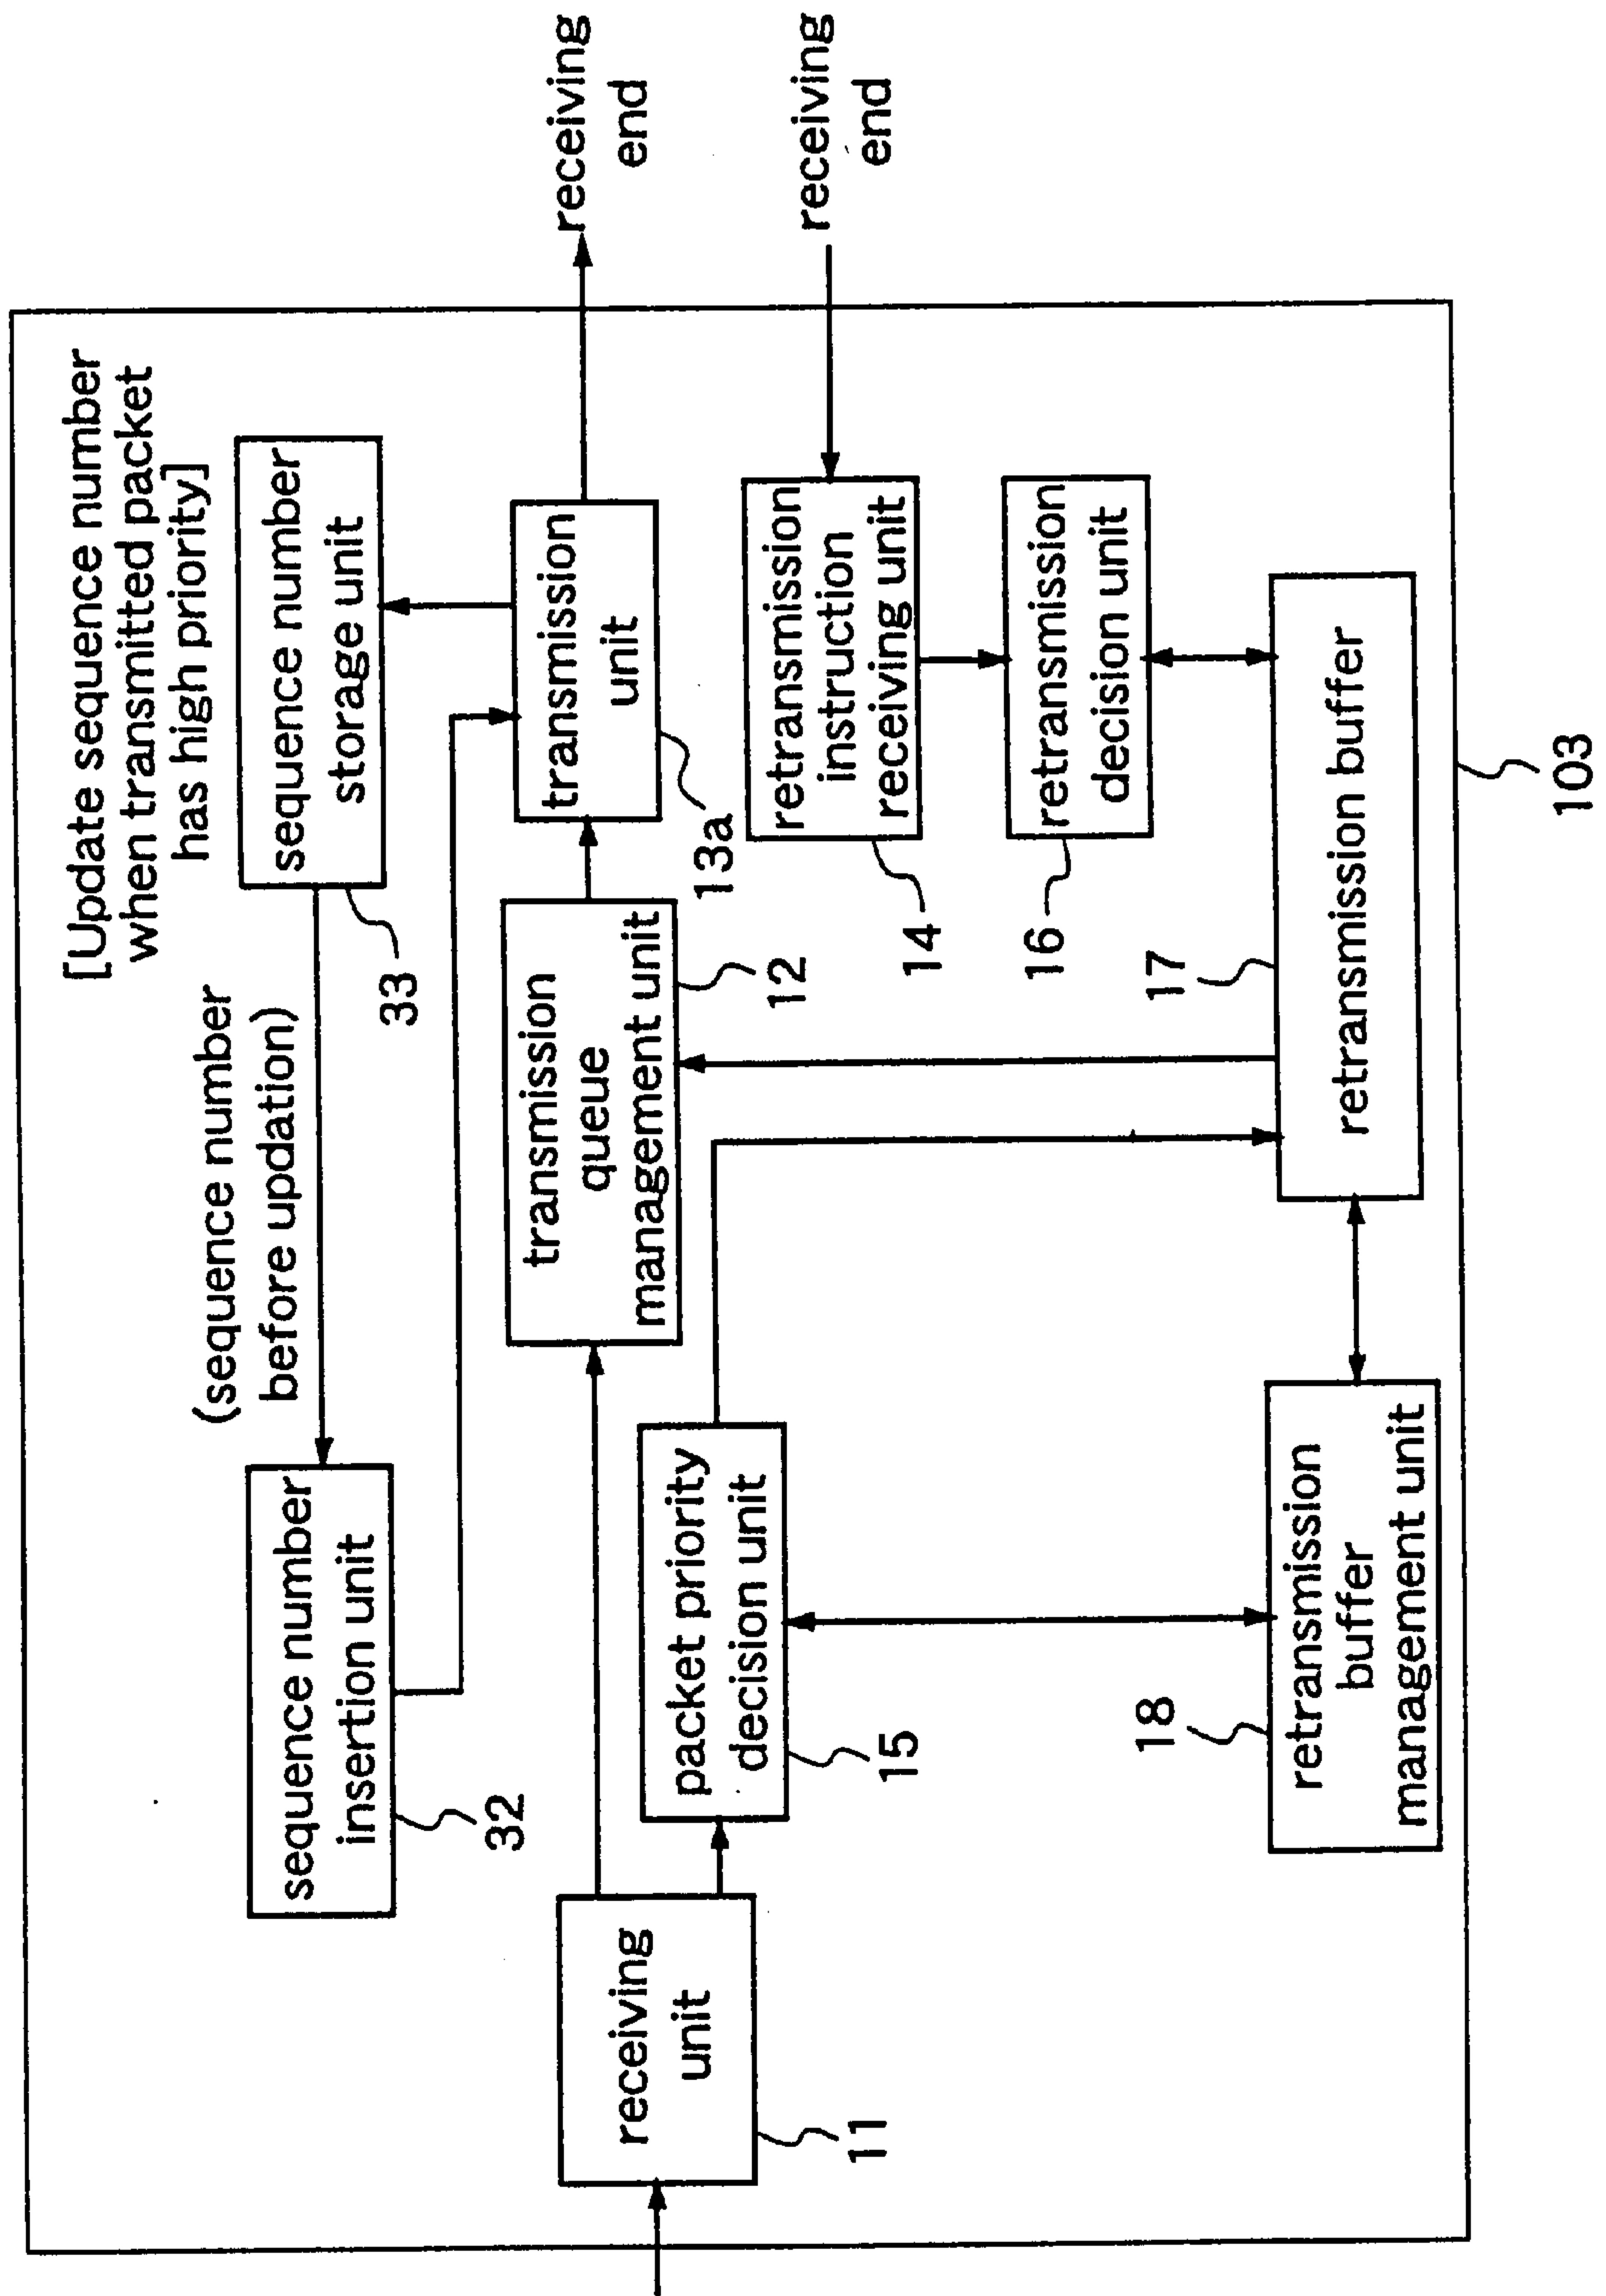 [Update sequence number
when transmitted packet
has high priority]
(sequence number
before updation)
sequence number
insertion unit
32
sequence number
storage unit
33
receiving
unit
11
transmission
queue
management unit
12
transmission
unit
13a
receiving
end
packet priority
decision unit
15
retransmission
instruction
receiving unit
14
receiving
end
retransmission
decision unit
16
retransmission
buffer
management unit
18
retransmission buffer
17
103